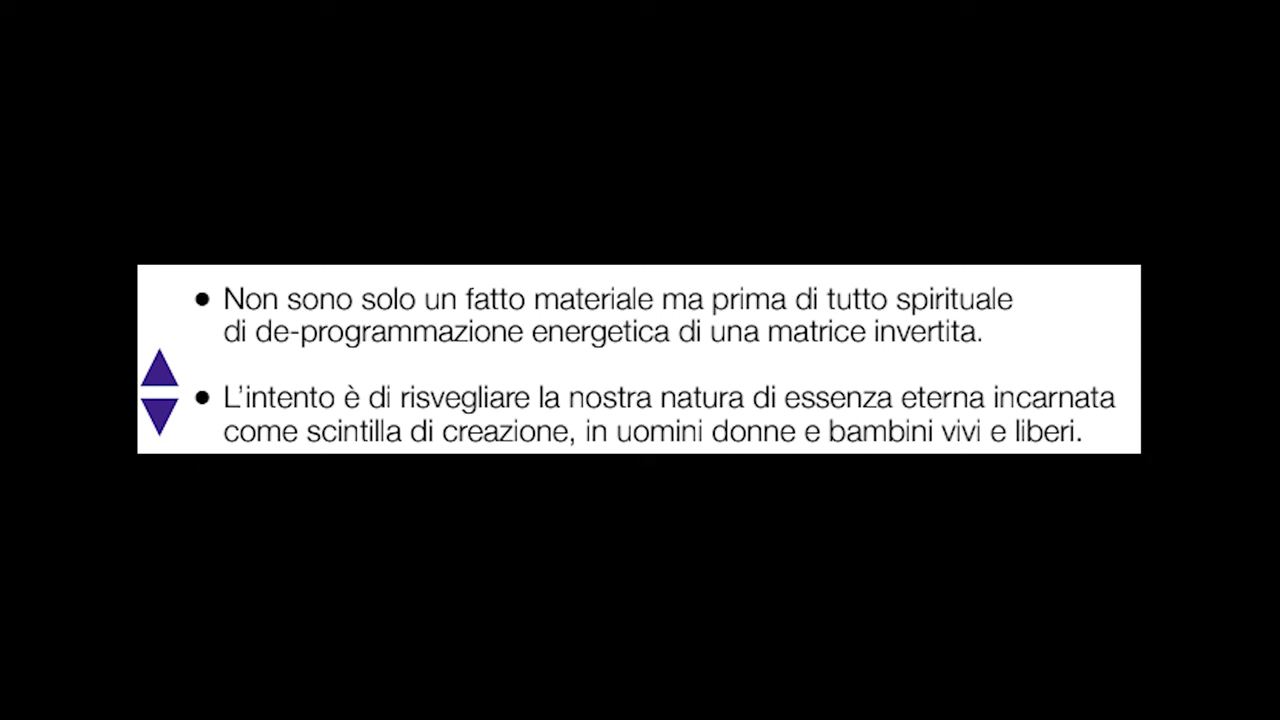 ● Non sono solo un fatto materiale ma prima di tutto spirituale
di de-programmazione energetica di una matrice invertita.
● L'intento è di risvegliare la nostra natura di essenza eterna incarnata
come scintilla di creazione, in uomini donne e bambini vivi e liberi.